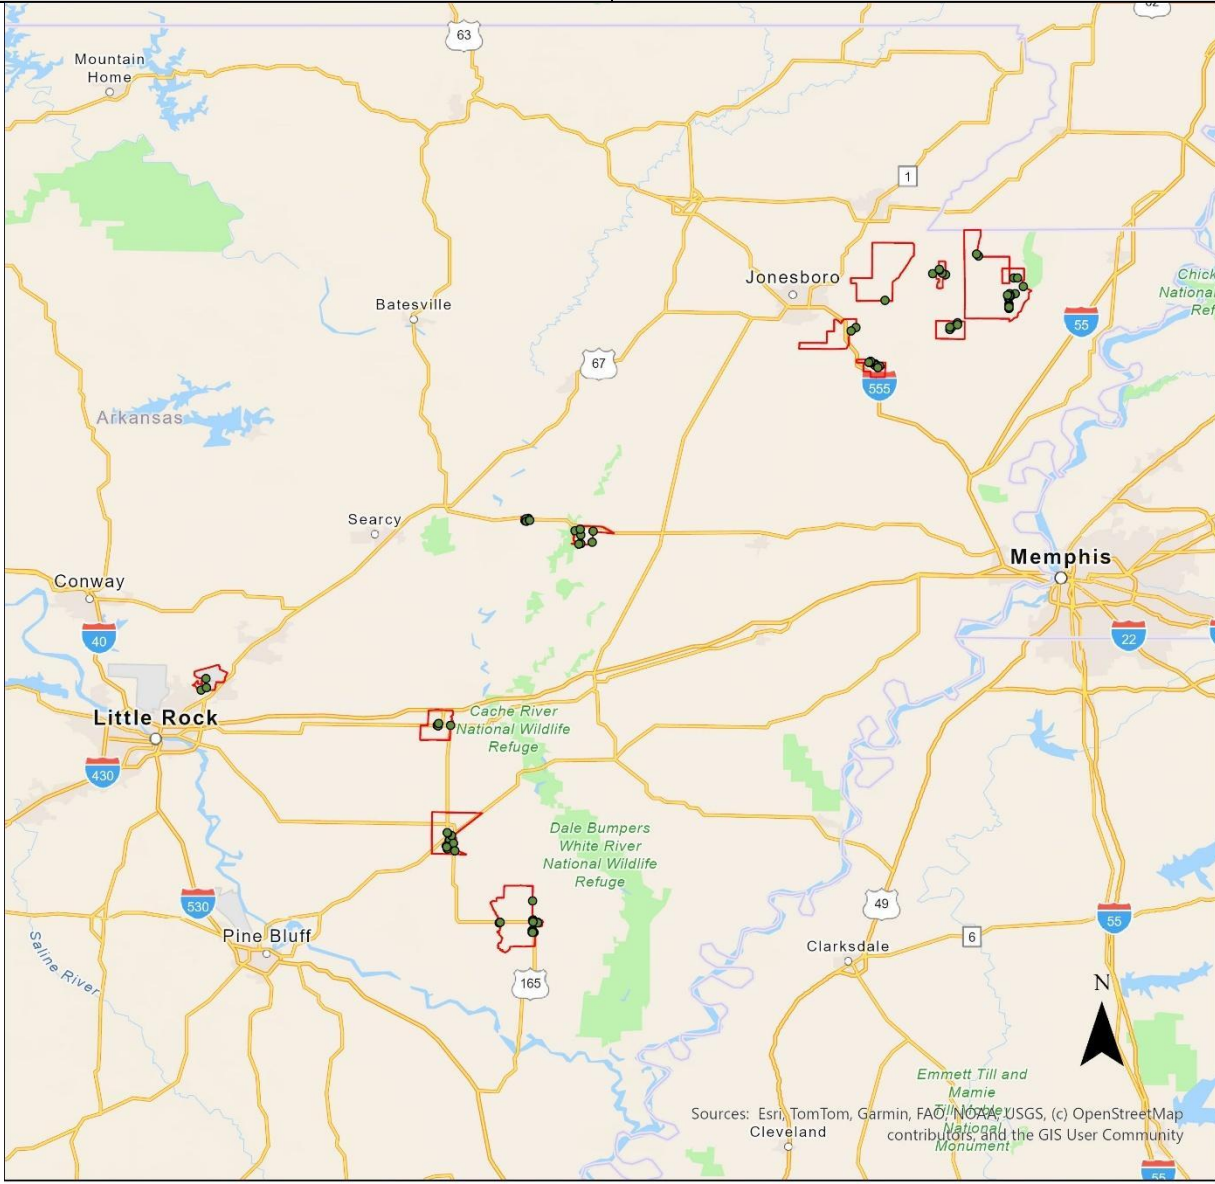 62
63
Mountain
Home
1
Jonesboro
Chick
National
Ref
Batesville
55
67
555
Arkansas
Searcy
Memphis
Conway
40
22
Little Rock
Cache River
National Wildlife
Refuge
430
Dale Bumpers
White River
National Wildlife
Refuge
530
49
55
Pine Bluff
6
Clarksdale
Saline River
165
N
Emmett Till and
Mamie
Till-Mobley
National
Monument
Sources: Esri, TomTom, Garmin, FAO, NOAA, USGS, (c) OpenStreetMap
contributors, and the GIS User Community
Cleveland
55